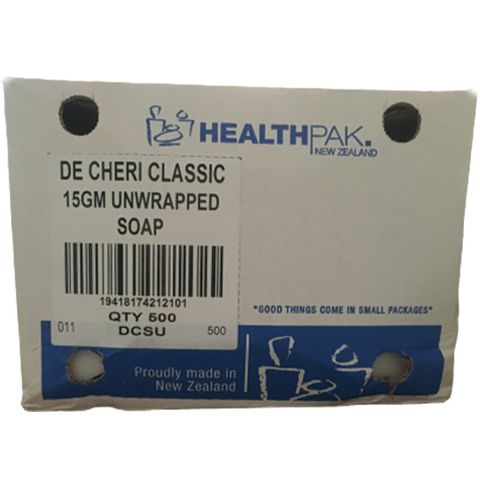 HEALTHPAK.
NEW ZEALAND
DE CHERI CLASSIC
15GM UNWRAPPED
SOAP
19418174212101
QTY 500
011 DCSU 500
"GOOD THINGS COME IN SMALL PACKAGES"
Proudly made in
New Zealand